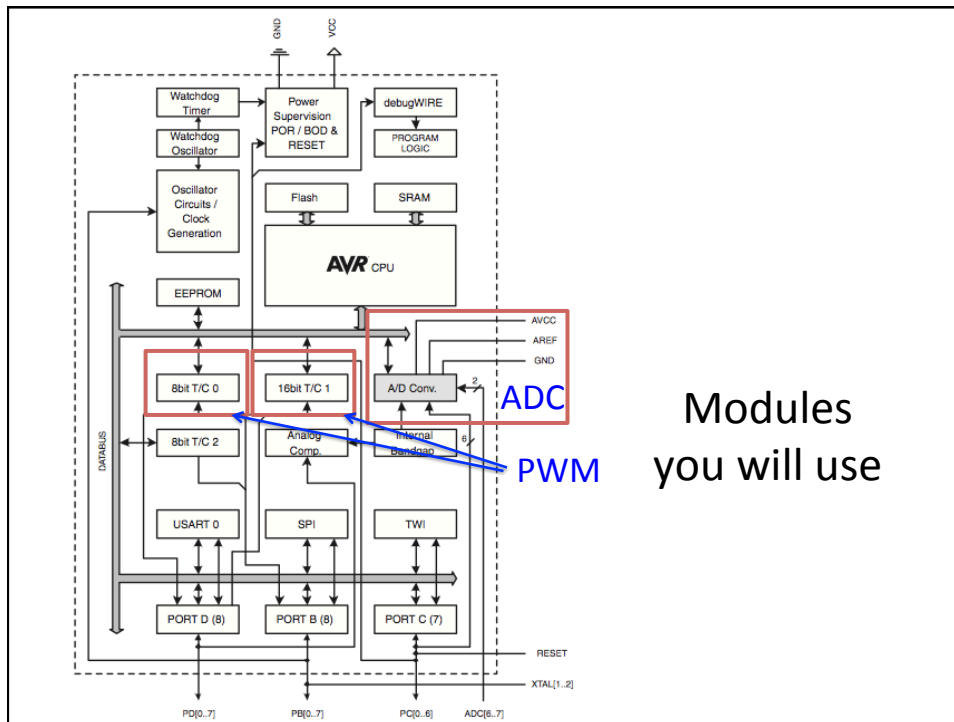 GND
VCC
Watchdog
Timer
Watchdog
Oscillator
Oscillator
Circuits /
Clock
Generation
Power
Supervision
POR / BOD &
RESET
debugWIRE
PROGRAM
LOGIC
Flash
SRAM
AVR CPU
EEPROM
AVCC
AREF
GND
8bit T/C 0
16bit T/C 1
A/D Conv.
2
ADC
8bit T/C 2
Analog
Comp.
Internal
Bandgap
6
PWM
DATABUS
USART 0
SPI
TWI
PORT D (8)
PORT B (8)
PORT C (7)
RESET
XTAL[1..2]
PD[0..7]
PB[0..7]
PC[0..6]
ADC[6..7]
Modules
you will use